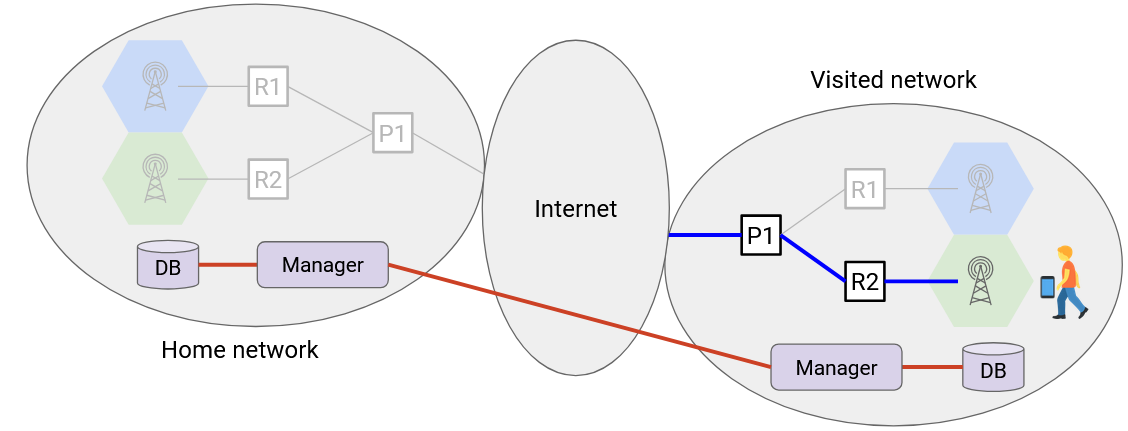 R1
P1
R2
DB
Manager
Home network
Internet
Visited network
R1
P1
R2
Manager
DB